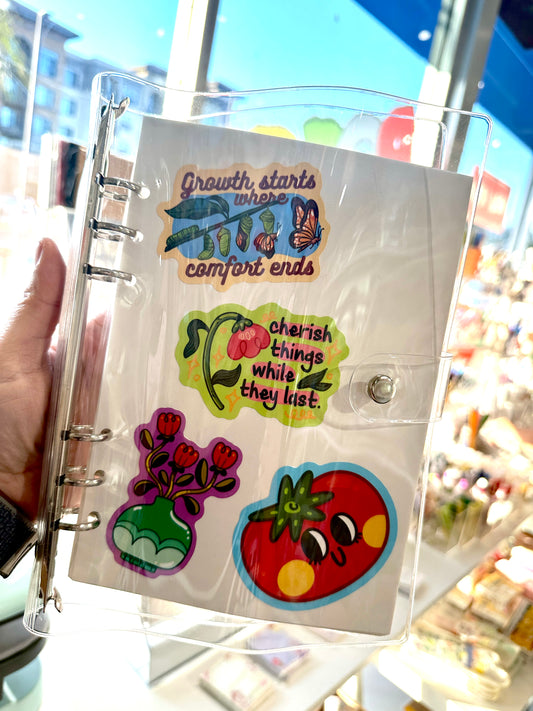 Growth starts
where
comfort ends
cherish
things
while
they last.